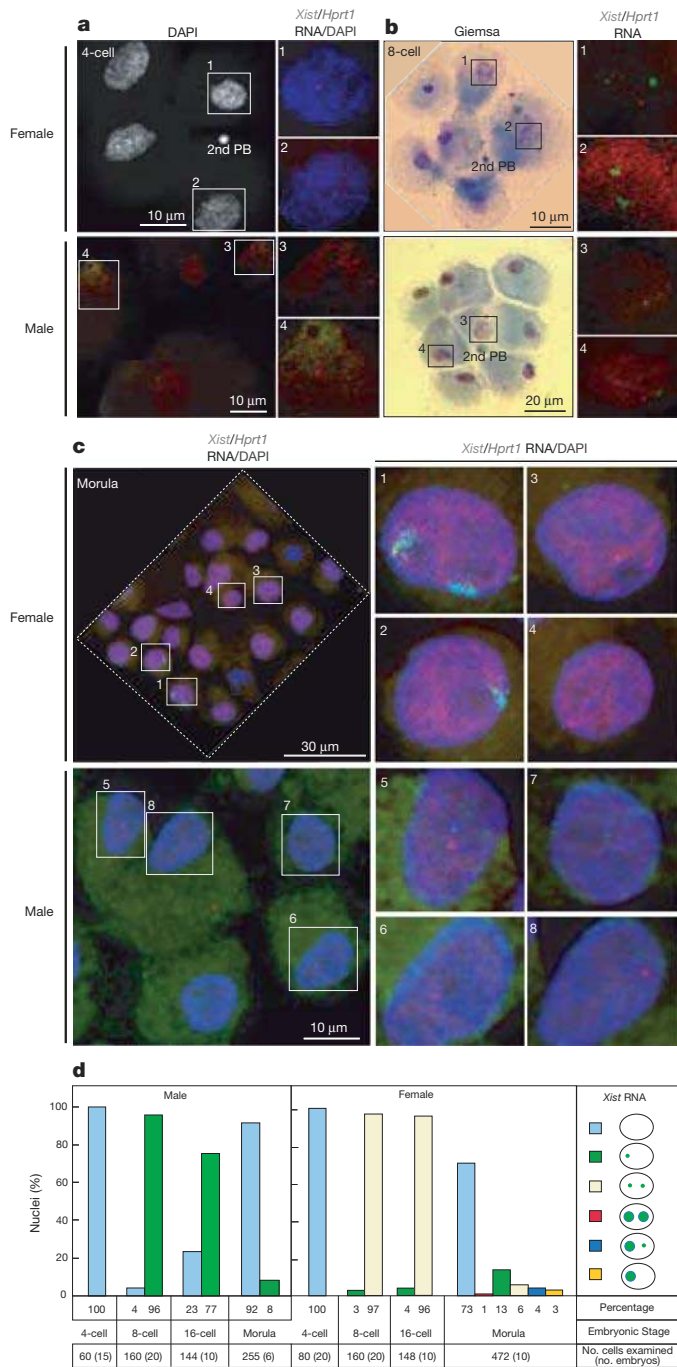 a
DAPI
Xist/Hprt1
RNA/DAPI
b
Giemsa
Xist/Hprt1
RNA
Female
4-cell
1
2nd PB
2
10 μm
1
2
8-cell
1
2
2nd PB
10 μm
1
2
Male
4
3
10 μm
3
4
3
2nd PB
4
20 μm
3
4
c
Xist/Hprt1
RNA/DAPI
Xist/Hprt1 RNA/DAPI
Female
Morula
3
4
2
1
30 μm
1
3
2
4
Male
5
8
7
6
10 μm
5
7
6
8
d
Male
Female
Xist RNA
Nuclei (%)
100
80
60
40
20
0
100 4 96 23 77 92 8 100 3 97 4 96 73 1 13 6 4 3 Percentage
4-cell 8-cell 16-cell Morula 4-cell 8-cell 16-cell Morula Embryonic Stage
60 (15) 160 (20) 144 (10) 255 (6) 80 (20) 160 (20) 148 (10) 472 (10) No. cells examined
(no. embryos)